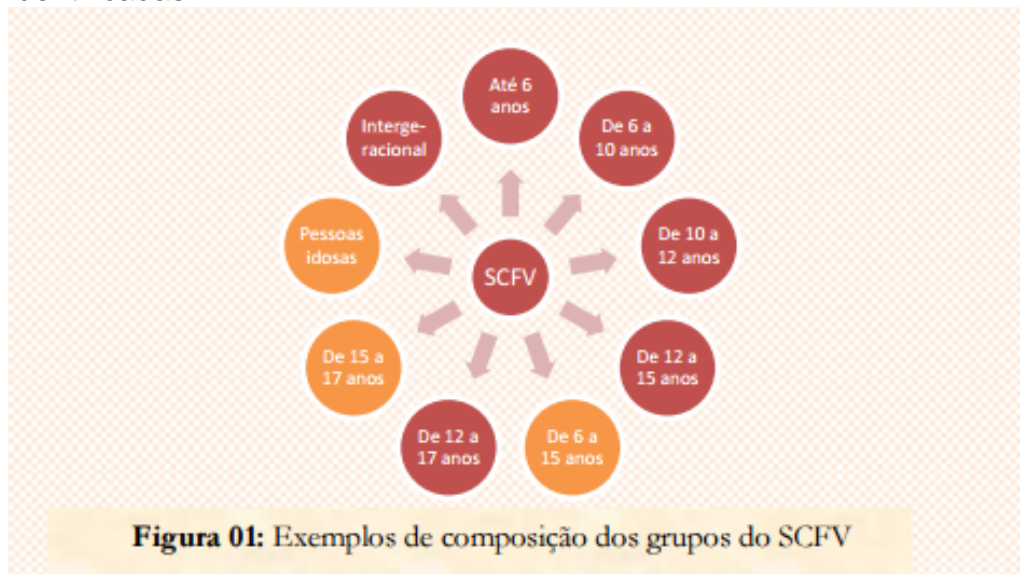 Até 6
anos
De 6 a
10 anos
De 10 a
12 anos
De 12 a
15 anos
De 6 a
15 anos
De 12 a
17 anos
De 15 a
17 anos
Pessoas
idosas
Interge-
racional
SCFV
Figura 01: Exemplos de composição dos grupos do SCFV